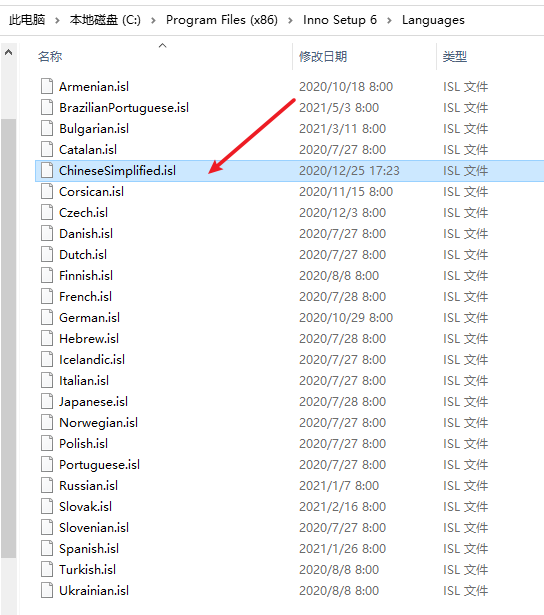 此电脑 > 本地磁盘 (C:) > Program Files (x86) > Inno Setup 6 > Languages
名称 修改日期 类型
Armenian.isl 2020/10/18 8:00 ISL 文件
BrazilianPortuguese.isl 2021/5/3 8:00 ISL 文件
Bulgarian.isl 2021/3/11 8:00 ISL 文件
Catalan.isl 2020/7/27 8:00 ISL 文件
ChineseSimplified.isl 2020/12/25 17:23 ISL 文件
Corsican.isl 2020/11/15 8:00 ISL 文件
Czech.isl 2020/12/3 8:00 ISL 文件
Danish.isl 2020/7/27 8:00 ISL 文件
Dutch.isl 2020/7/27 8:00 ISL 文件
Finnish.isl 2020/8/8 8:00 ISL 文件
French.isl 2020/7/28 8:00 ISL 文件
German.isl 2020/10/29 8:00 ISL 文件
Hebrew.isl 2020/7/28 8:00 ISL 文件
Icelandic.isl 2020/7/27 8:00 ISL 文件
Italian.isl 2020/7/27 8:00 ISL 文件
Japanese.isl 2020/7/28 8:00 ISL 文件
Norwegian.isl 2020/7/27 8:00 ISL 文件
Polish.isl 2020/7/27 8:00 ISL 文件
Portuguese.isl 2020/7/27 8:00 ISL 文件
Russian.isl 2021/1/7 8:00 ISL 文件
Slovak.isl 2021/2/16 8:00 ISL 文件
Slovenian.isl 2020/7/27 8:00 ISL 文件
Spanish.isl 2021/1/26 8:00 ISL 文件
Turkish.isl 2020/8/8 8:00 ISL 文件
Ukrainian.isl 2020/8/8 8:00 ISL 文件